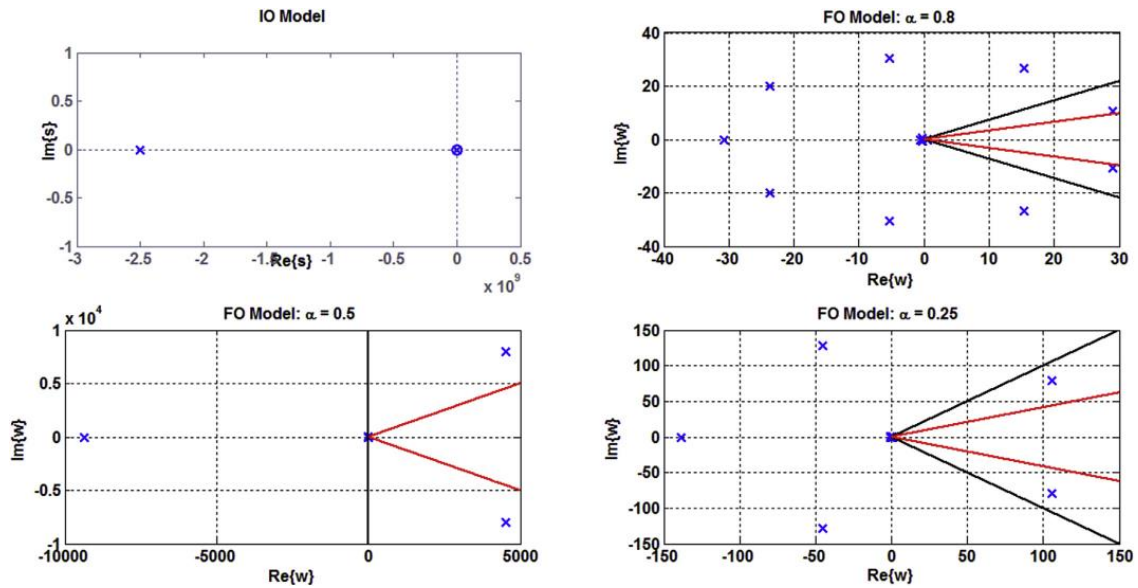 IO Model
1
0.5
0
-0.5
-1
Im{s}
-3 -2.5 -2 -1.5 -1 -0.5 0 0.5
Re{s}
x 10⁹
FO Model: α = 0.8
40
20
0
-20
-40
Im{w}
-40 -30 -20 -10 0 10 20 30
Re{w}
FO Model: α = 0.5
x 10⁴
1
0.5
0
-0.5
-1
Im{w}
-10000 -5000 0 5000
Re{w}
FO Model: α = 0.25
150
100
50
0
-50
-100
-150
Im{w}
-150 -100 -50 0 50 100 150
Re{w}